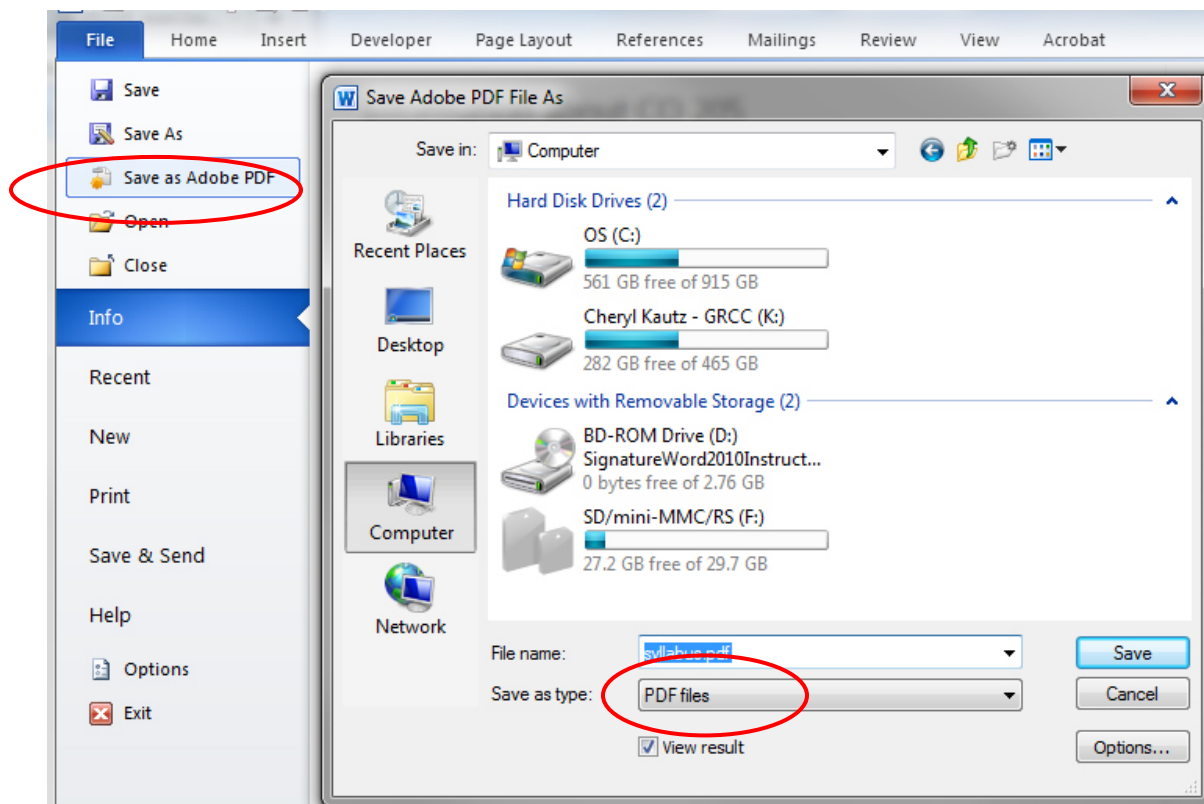 File Home Insert Developer Page Layout References Mailings Review View Acrobat
Save
Save As
Save as Adobe PDF
Open
Close
Info
Recent
New
Print
Save & Send
Help
Options
Exit
Save Adobe PDF File As
Save in: Computer
Recent Places
Desktop
Libraries
Computer
Network
Hard Disk Drives (2)
OS (C:)
561 GB free of 915 GB
Cheryl Kautz - GRCC (K:)
282 GB free of 465 GB
Devices with Removable Storage (2)
BD-ROM Drive (D:)
SignatureWord2010Instruct...
0 bytes free of 2.76 GB
SD/mini-MMC/RS (F:)
27.2 GB free of 29.7 GB
File name: syllabus.pdf
Save as type: PDF files
View result
Save
Cancel
Options...